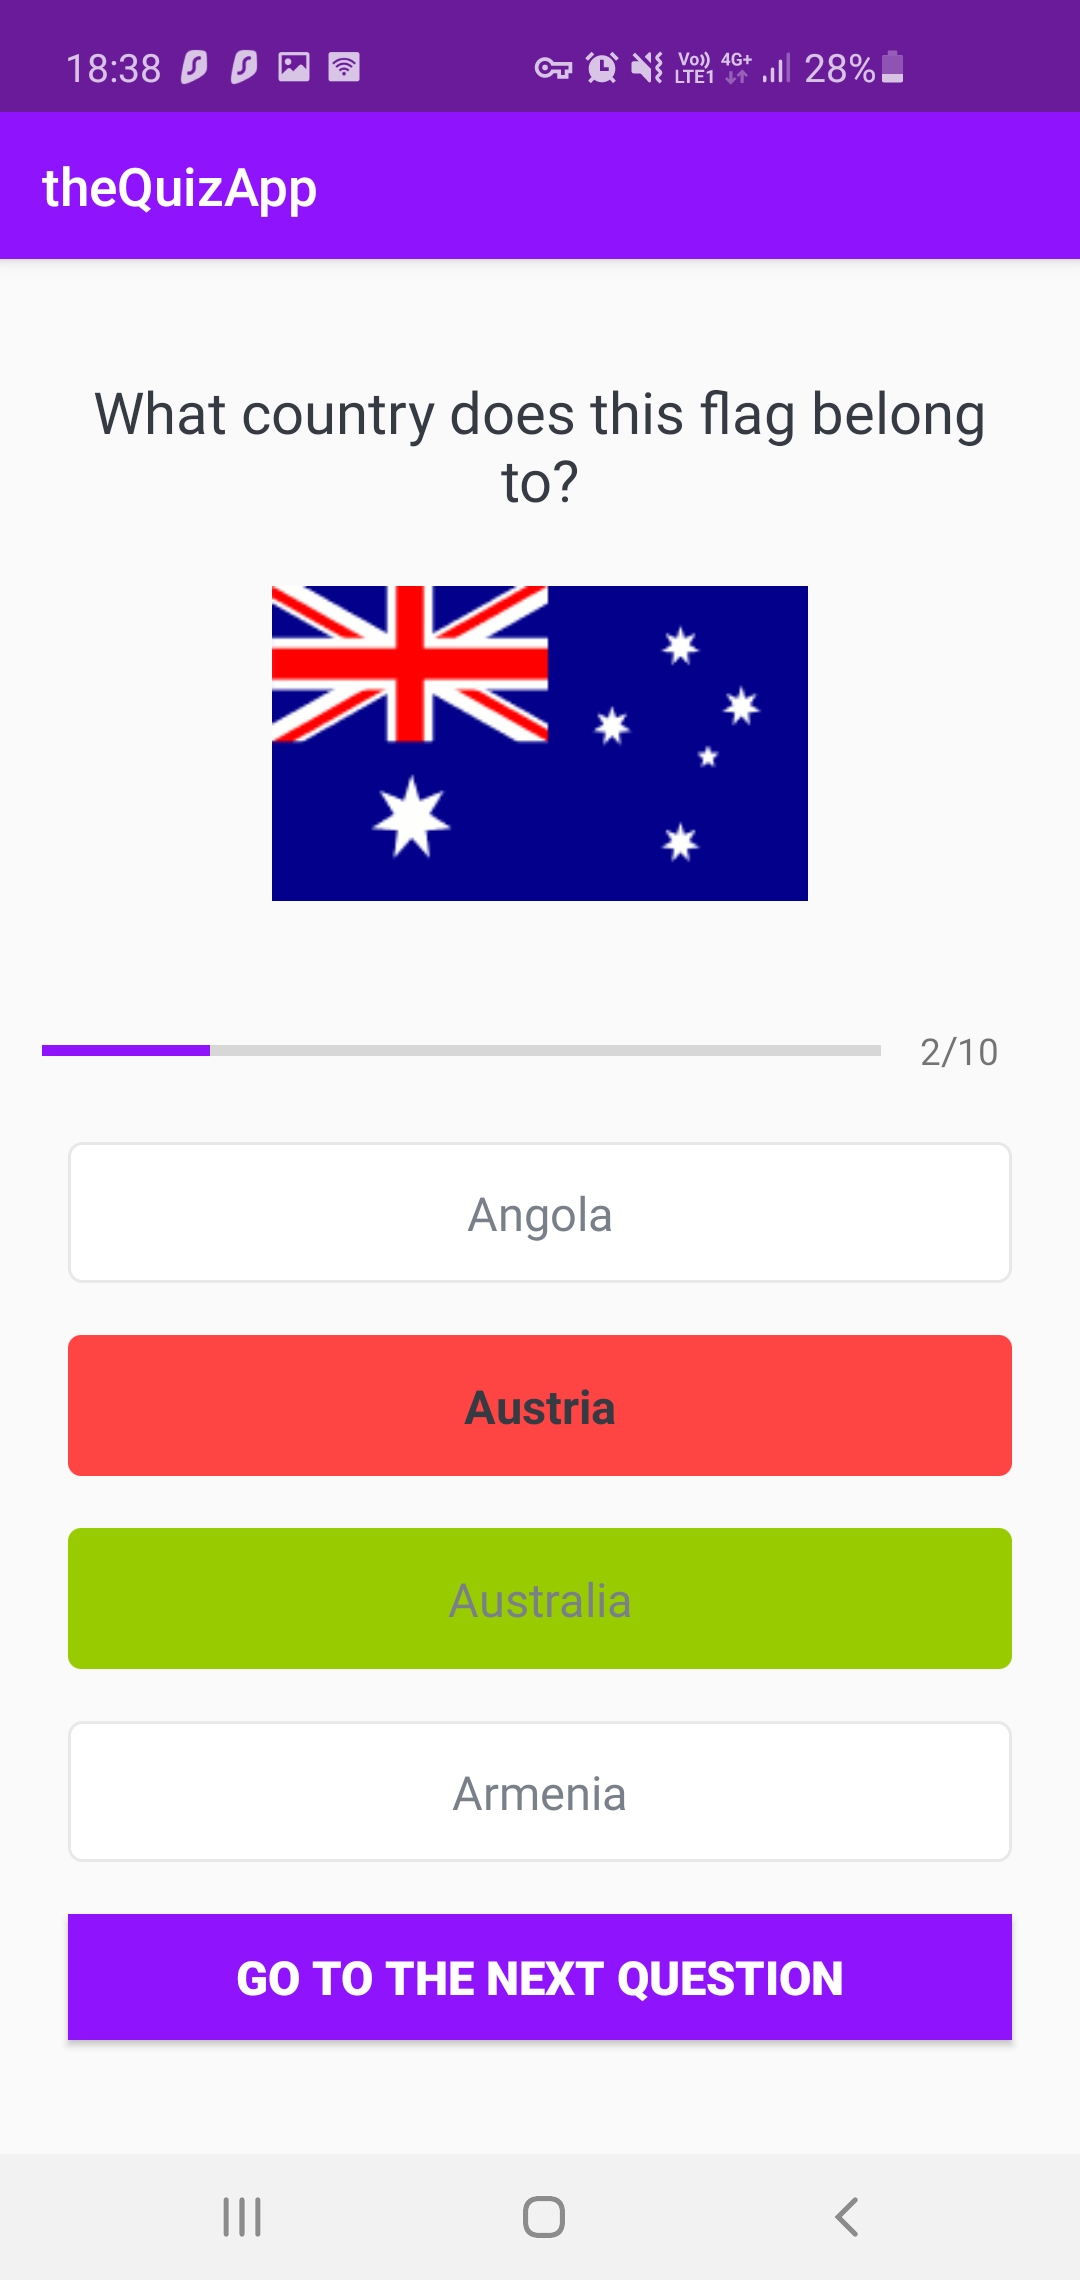 18:38 Vo)) LTE1 4G+ 28%
theQuizApp
What country does this flag belong
to?
2/10
Angola
Austria
Australia
Armenia
GO TO THE NEXT QUESTION